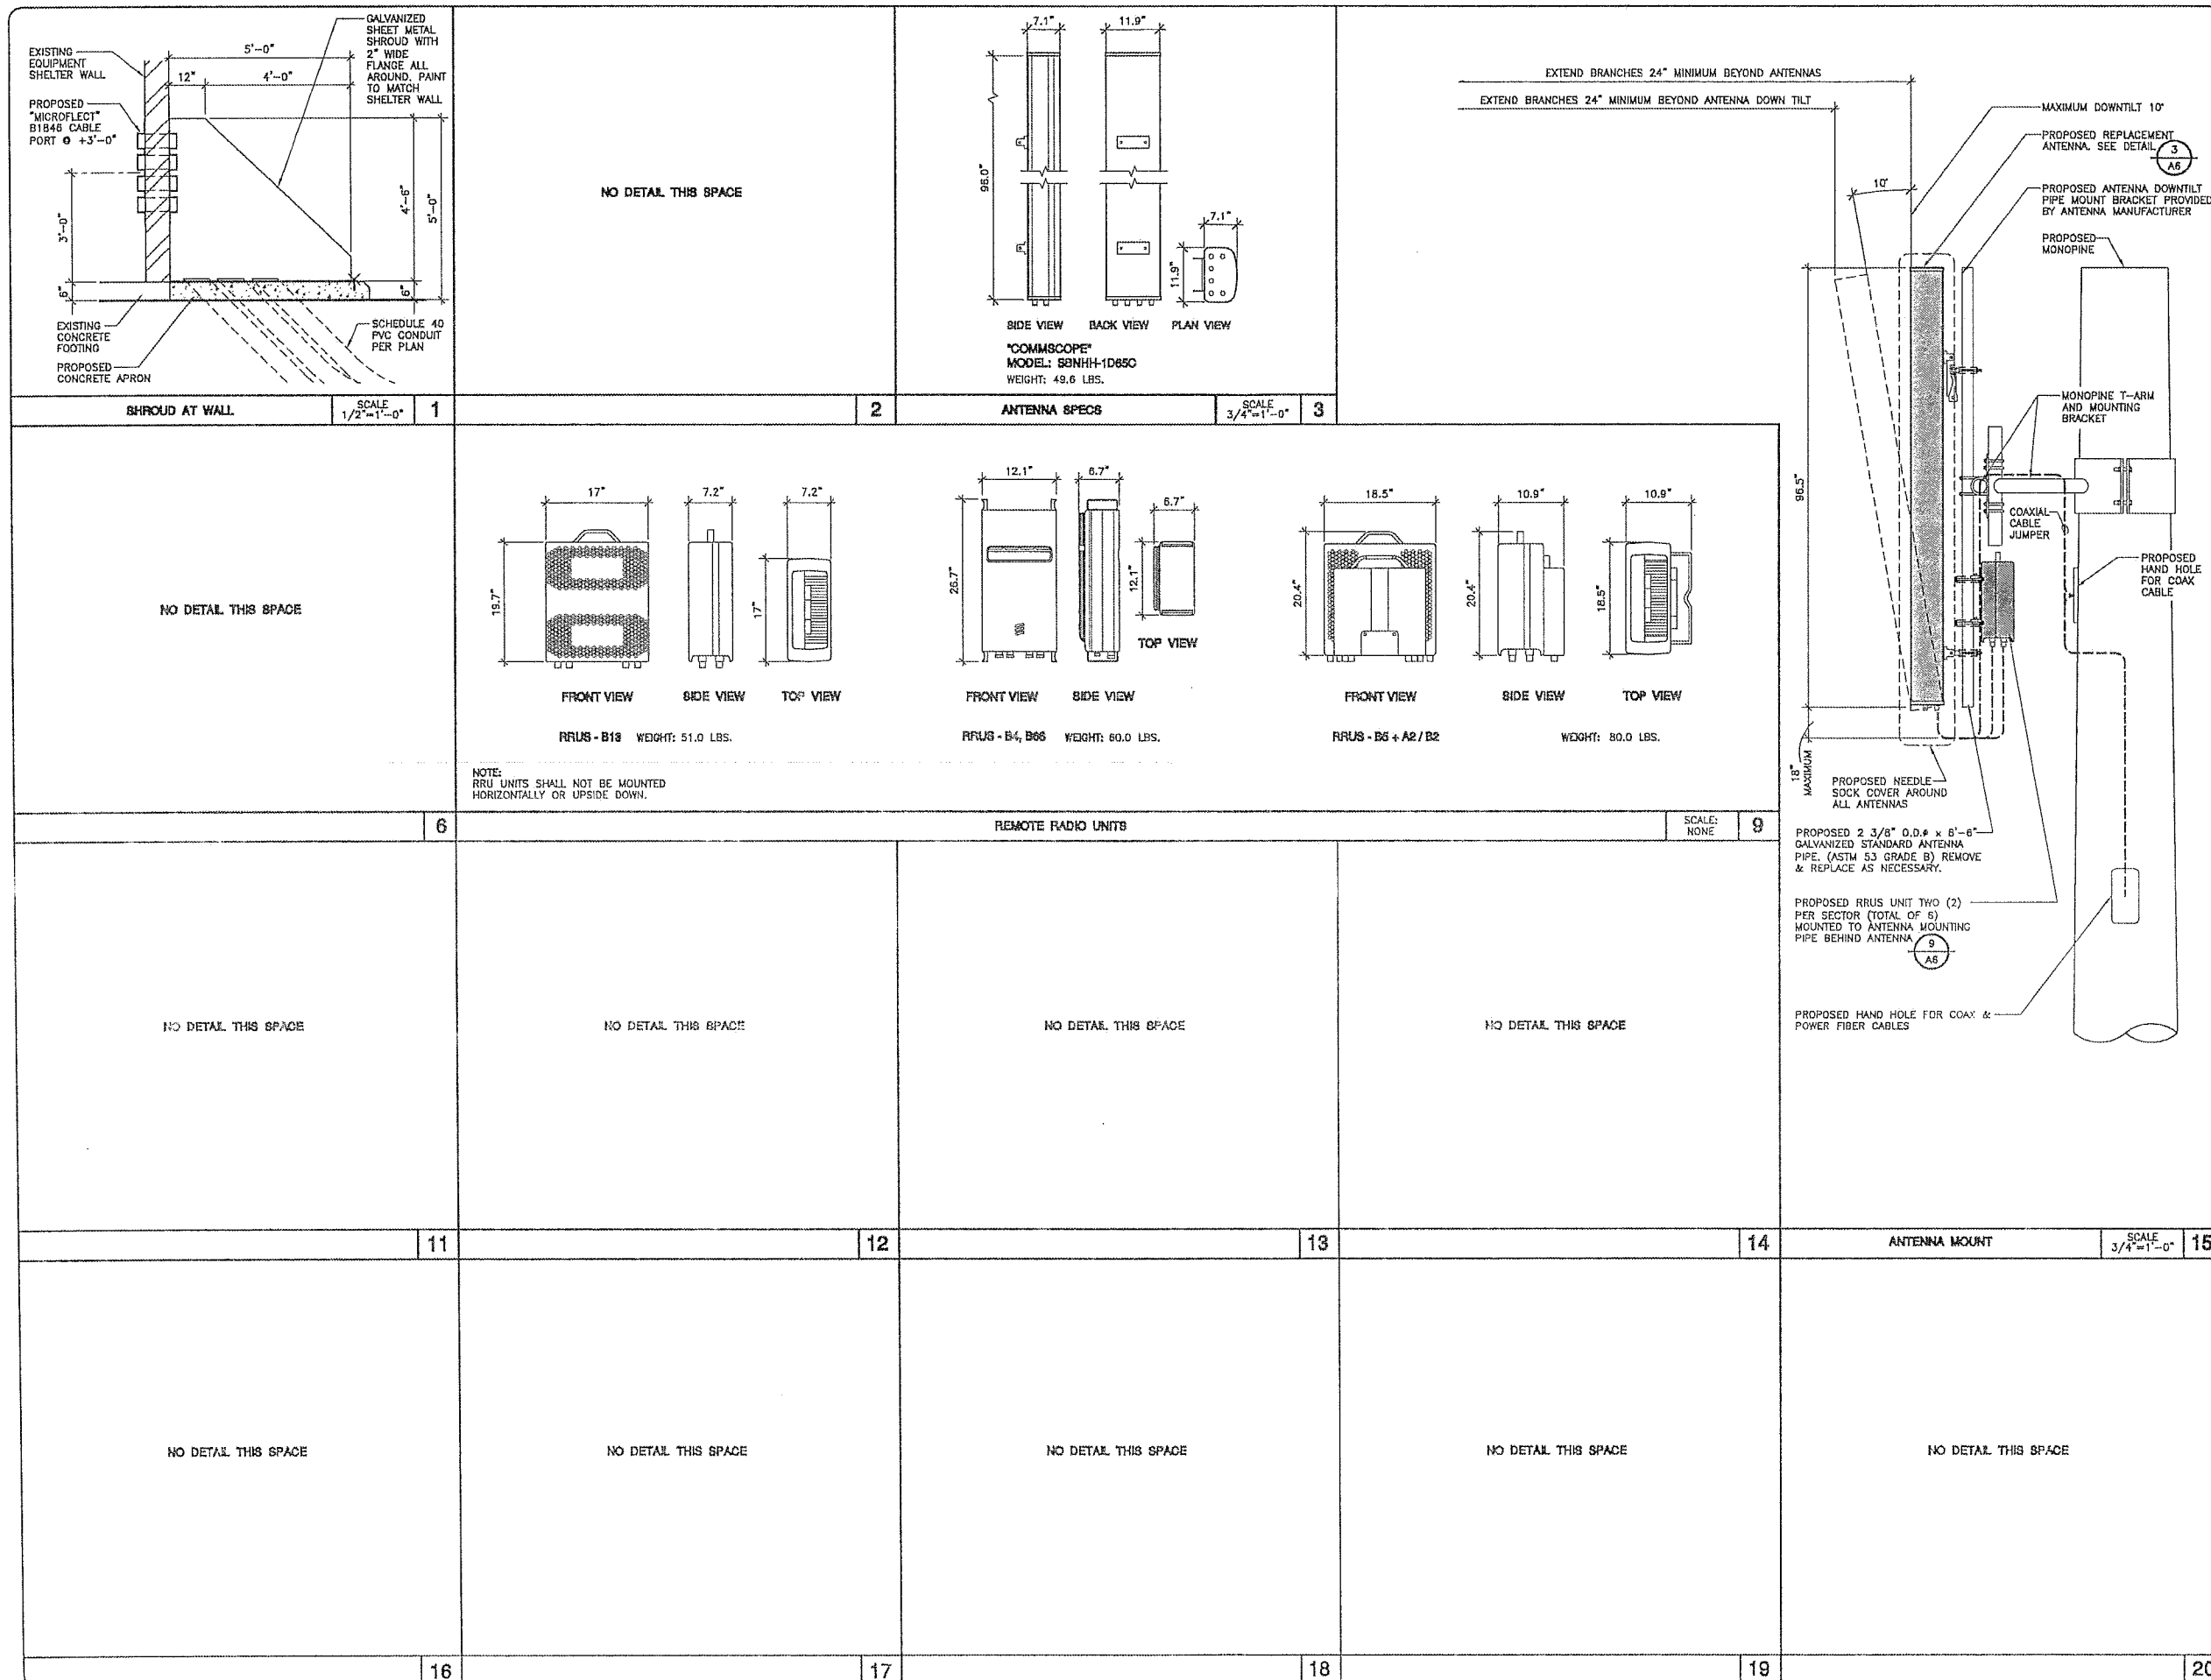 EXISTING
EQUIPMENT
SHELTER WALL
PROPOSED
"MICROFLECT"
B1846 CABLE
PORT @ +3'-0"
5'-0"
12"
4'-0"
GALVANIZED
SHEET METAL
SHROUD WITH
2" WIDE
FLANGE ALL
AROUND. PAINT
TO MATCH
SHELTER WALL
3'-0"
6"
4'-6"
5'-0"
6"
EXISTING
CONCRETE
FOOTING
PROPOSED
CONCRETE APRON
SCHEDULE 40
PVC CONDUIT
PER PLAN
SHROUD AT WALL
SCALE
1/2"=1'-0"
1
NO DETAIL THIS SPACE
2
7.1"
11.9"
96.0"
7.1"
11.9"
SIDE VIEW
BACK VIEW
PLAN VIEW
"COMMSCOPE"
MODEL: SBNHH-1D65C
WEIGHT: 49.6 LBS.
ANTENNA SPECS
SCALE
3/4"=1'-0"
3
NO DETAIL THIS SPACE
6
17"
7.2"
7.2"
19.7"
17"
FRONT VIEW
SIDE VIEW
TOP VIEW
RRUS - B13 WEIGHT: 51.0 LBS.
12.1"
6.7"
6.7"
26.7"
12.1"
TOP VIEW
FRONT VIEW
SIDE VIEW
RRUS - B4, B66 WEIGHT: 60.0 LBS.
18.5"
10.9"
10.9"
20.4"
20.4"
18.5"
FRONT VIEW
SIDE VIEW
TOP VIEW
RRUS - B5 + A2 / B2
WEIGHT: 80.0 LBS.
NOTE:
RRU UNITS SHALL NOT BE MOUNTED
HORIZONTALLY OR UPSIDE DOWN.
REMOTE RADIO UNITS
SCALE:
NONE
9
EXTEND BRANCHES 24" MINIMUM BEYOND ANTENNAS
EXTEND BRANCHES 24" MINIMUM BEYOND ANTENNA DOWN TILT
MAXIMUM DOWNTILT 10°
PROPOSED REPLACEMENT
ANTENNA. SEE DETAIL
3
A6
10°
PROPOSED ANTENNA DOWNTILT
PIPE MOUNT BRACKET PROVIDED
BY ANTENNA MANUFACTURER
PROPOSED
MONOPINE
MONOPINE T-ARM
AND MOUNTING
BRACKET
96.5"
COAXIAL
CABLE
JUMPER
PROPOSED
HAND HOLE
FOR COAX
CABLE
18"
MAXIMUM
PROPOSED NEEDLE
SOCK COVER AROUND
ALL ANTENNAS
PROPOSED 2 3/8" O.D.ø x 8'-6"
GALVANIZED STANDARD ANTENNA
PIPE. (ASTM 53 GRADE B) REMOVE
& REPLACE AS NECESSARY.
PROPOSED RRUS UNIT TWO (2)
PER SECTOR (TOTAL OF 6)
MOUNTED TO ANTENNA MOUNTING
PIPE BEHIND ANTENNA
9
A6
PROPOSED HAND HOLE FOR COAX &
POWER FIBER CABLES
ANTENNA MOUNT
SCALE
3/4"=1'-0"
15
NO DETAIL THIS SPACE
11
NO DETAIL THIS SPACE
12
NO DETAIL THIS SPACE
13
NO DETAIL THIS SPACE
14
NO DETAIL THIS SPACE
16
NO DETAIL THIS SPACE
17
NO DETAIL THIS SPACE
18
NO DETAIL THIS SPACE
19
NO DETAIL THIS SPACE
20